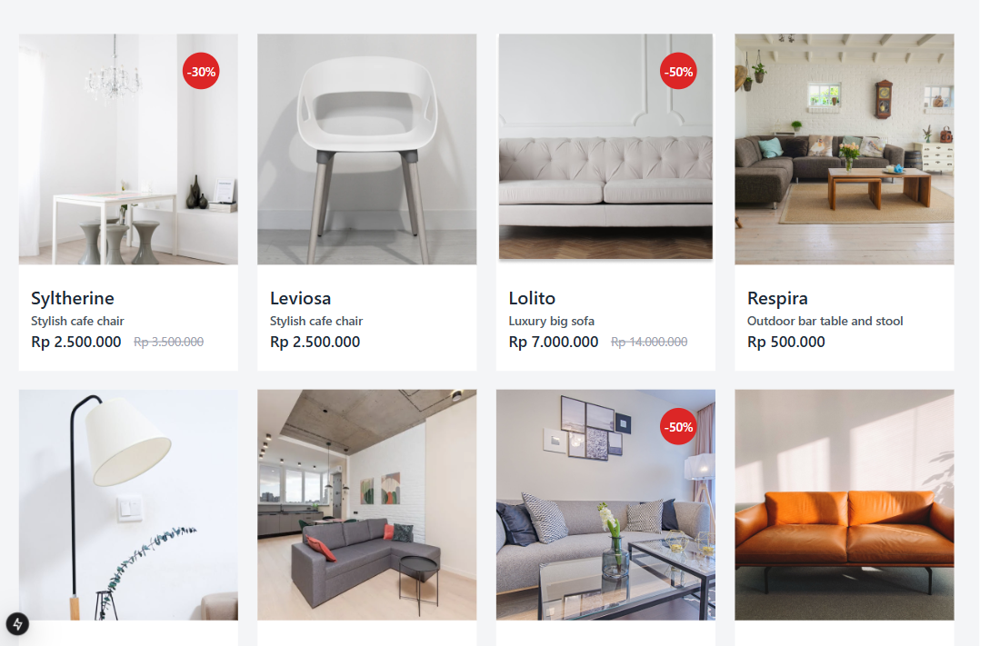 -30%
-50%
Syltherine
Stylish cafe chair
Rp 2.500.000 Rp 3.500.000
Leviosa
Stylish cafe chair
Rp 2.500.000
Lolito
Luxury big sofa
Rp 7.000.000 Rp 14.000.000
Respira
Outdoor bar table and stool
Rp 500.000
-50%